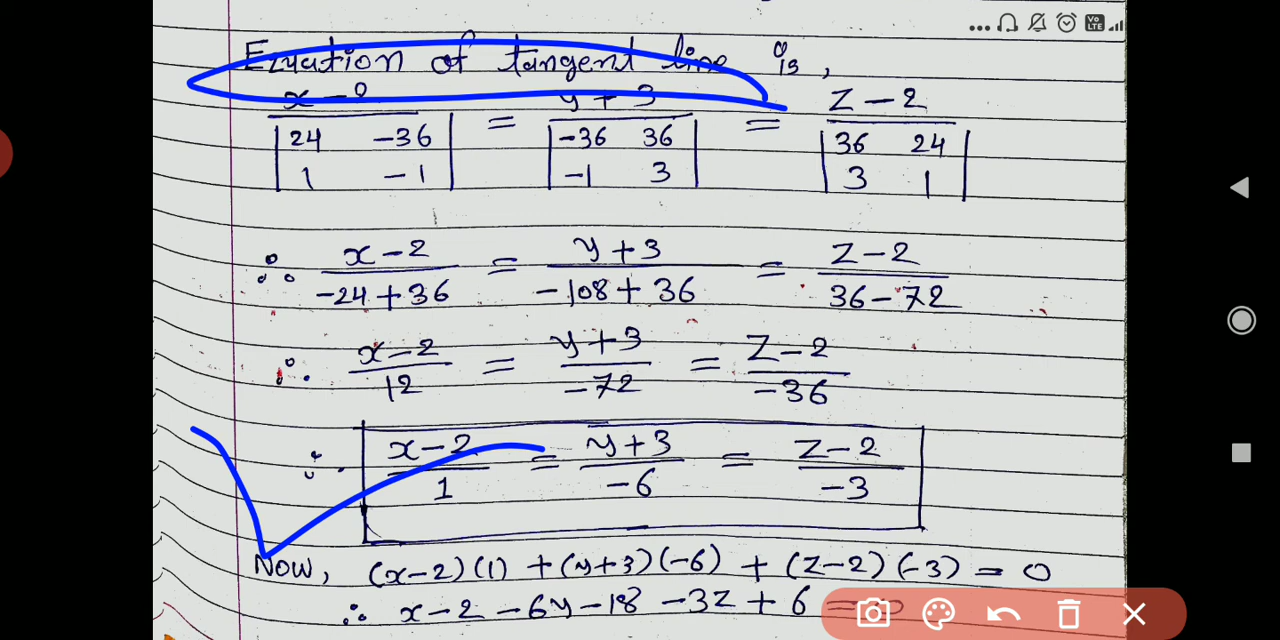 Equation of tangent line is,
x - 2 / |24 -36; 1 -1| = y + 3 / |-36 36; -1 3| = z - 2 / |36 24; 3 1|
∴ x - 2 / -24 + 36 = y + 3 / -108 + 36 = z - 2 / 36 - 72
∴ x - 2 / 12 = y + 3 / -72 = z - 2 / -36
∴ x - 2 / 1 = y + 3 / -6 = z - 2 / -3
Now, (x-2)(1) + (y+3)(-6) + (z-2)(-3) = 0
∴ x - 2 - 6y - 18 - 3z + 6 = 0